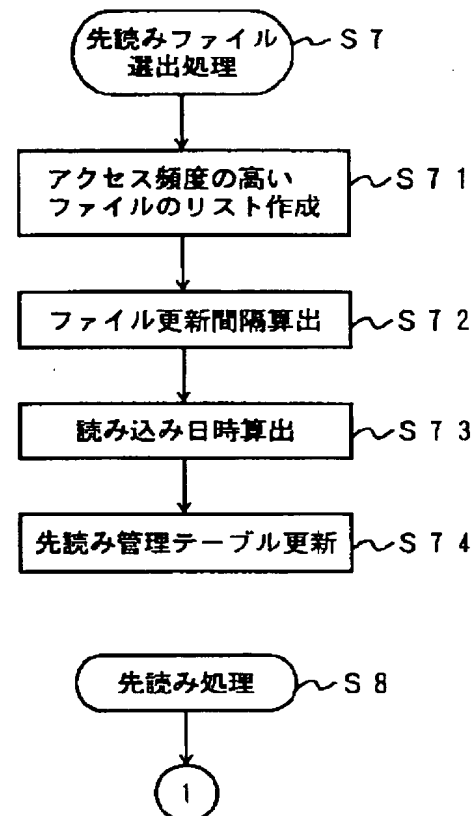 先読みファイル
選出処理
S7
アクセス頻度の高い
ファイルのリスト作成
S71
ファイル更新間隔算出
S72
読み込み日時算出
S73
先読み管理テーブル更新
S74
先読み処理
S8
1